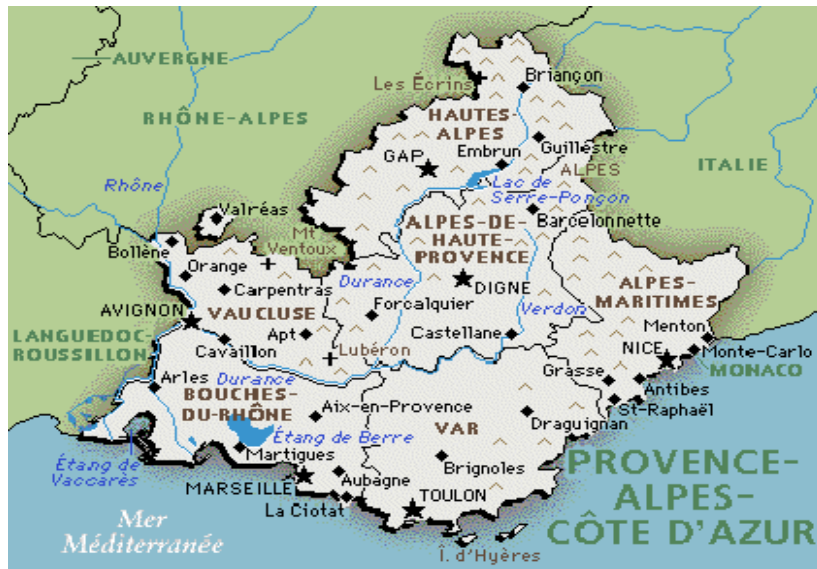 AUVERGNE
Les Écrins
Briançon
RHÔNE-ALPES
HAUTES-
ALPES
Guillestre
GAP
Embrun
ALPES
ITALIE
Rhône
Lac de
Serre-Ponçon
Valréas
Mt
Ventoux
ALPES-DE-
HAUTE-
PROVENCE
Barcelonnette
Bollène
Orange
Durance
DIGNE
ALPES-
MARITIMES
Carpentras
AVIGNON
VAUCLUSE
Forcalquier
Verdon
LANGUEDOC-
ROUSSILLON
Apt
Castellane
Menton
Cavaillon
Lubéron
NICE
Monte-Carlo
MONACO
Arles
Durance
Grasse
Antibes
BOUCHES-
DU-RHÔNE
Aix-en-Provence
St-Raphaël
Draguignan
VAR
Étang de Berre
Étang de
Vaccarès
Martigues
Brignoles
PROVENCE-
ALPES-
CÔTE D'AZUR
MARSEILLE
Aubagne
La Ciotat
TOULON
Mer
Méditerranée
Î. d'Hyères